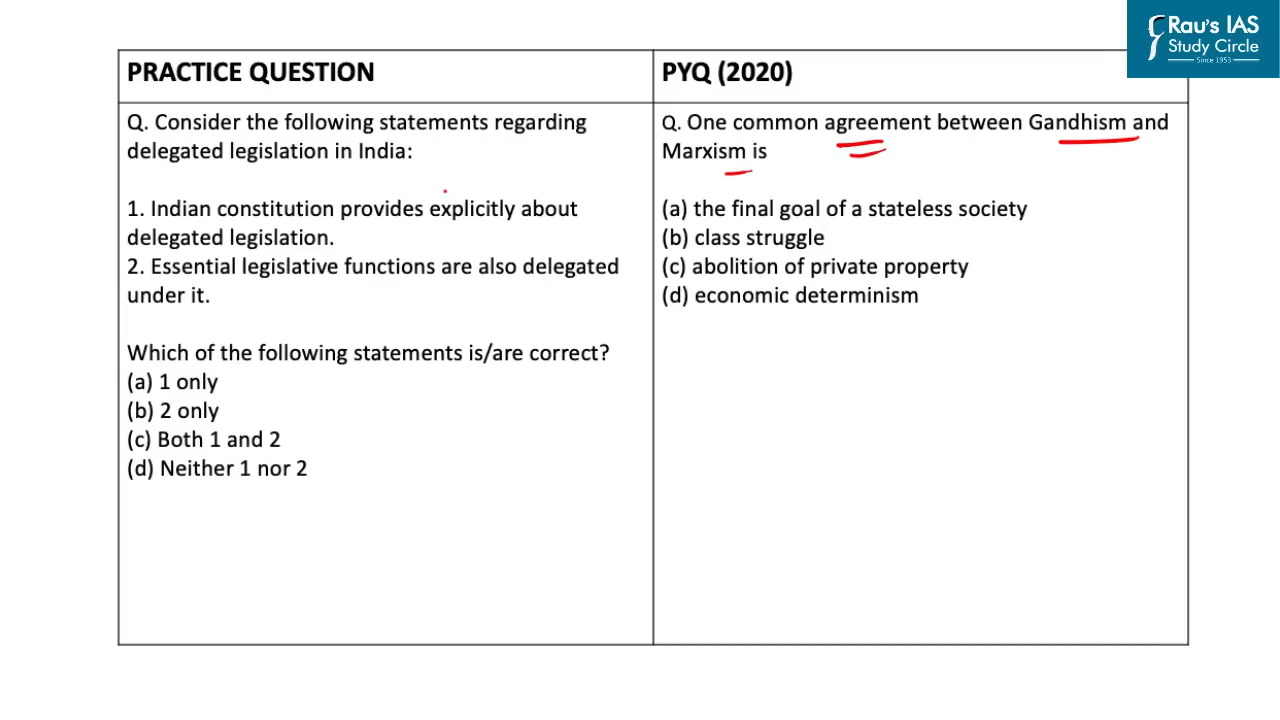 Rau's IAS
Study Circle
Since 1953
PRACTICE QUESTION
Q. Consider the following statements regarding
delegated legislation in India:
1. Indian constitution provides explicitly about
delegated legislation.
2. Essential legislative functions are also delegated
under it.
Which of the following statements is/are correct?
(a) 1 only
(b) 2 only
(c) Both 1 and 2
(d) Neither 1 nor 2
PYQ (2020)
Q. One common agreement between Gandhism and
Marxism is
(a) the final goal of a stateless society
(b) class struggle
(c) abolition of private property
(d) economic determinism